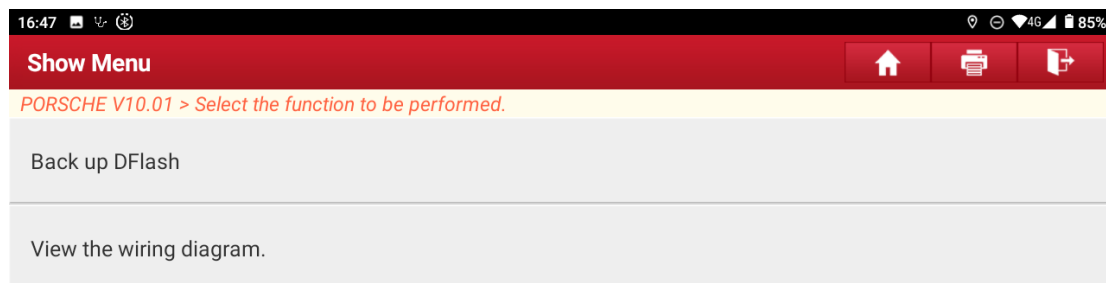 16:47 4G 85%
Show Menu
PORSCHE V10.01 > Select the function to be performed.
Back up DFlash
View the wiring diagram.